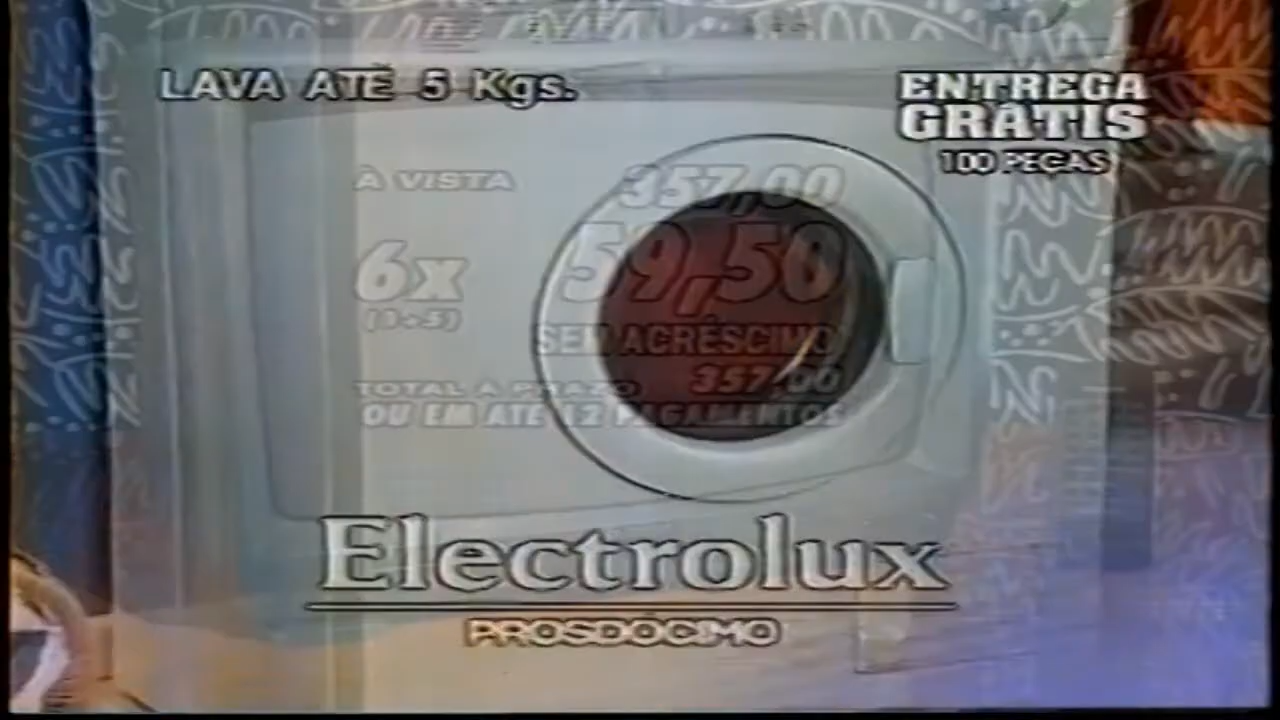 LAVA ATÉ 5 Kgs.
ENTREGA
GRÁTIS
100 PEÇAS
À VISTA 357,00
6x 59,50
(1+5)
SEM ACRÉSCIMO
TOTAL À PRAZO 357,00
OU EM ATÉ 12 PAGAMENTOS
Electrolux
PROSDÓCIMO